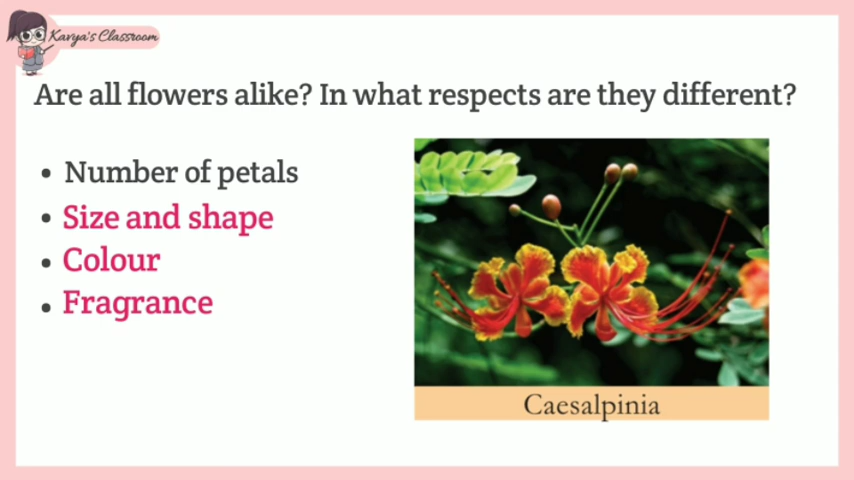 Kavya's Classroom
Are all flowers alike? In what respects are they different?
• Number of petals
• Size and shape
• Colour
• Fragrance
Caesalpinia